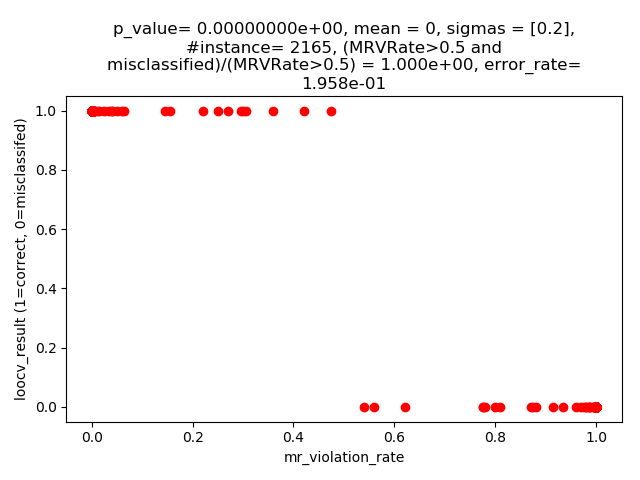 p_value= 0.00000000e+00, mean = 0, sigmas = [0.2],
#instance= 2165, (MRVRate>0.5 and
misclassified)/(MRVRate>0.5) = 1.000e+00, error_rate=
1.958e-01
loocv_result (1=correct, 0=misclassifed)
1.0
0.8
0.6
0.4
0.2
0.0
0.0 0.2 0.4 0.6 0.8 1.0
mr_violation_rate